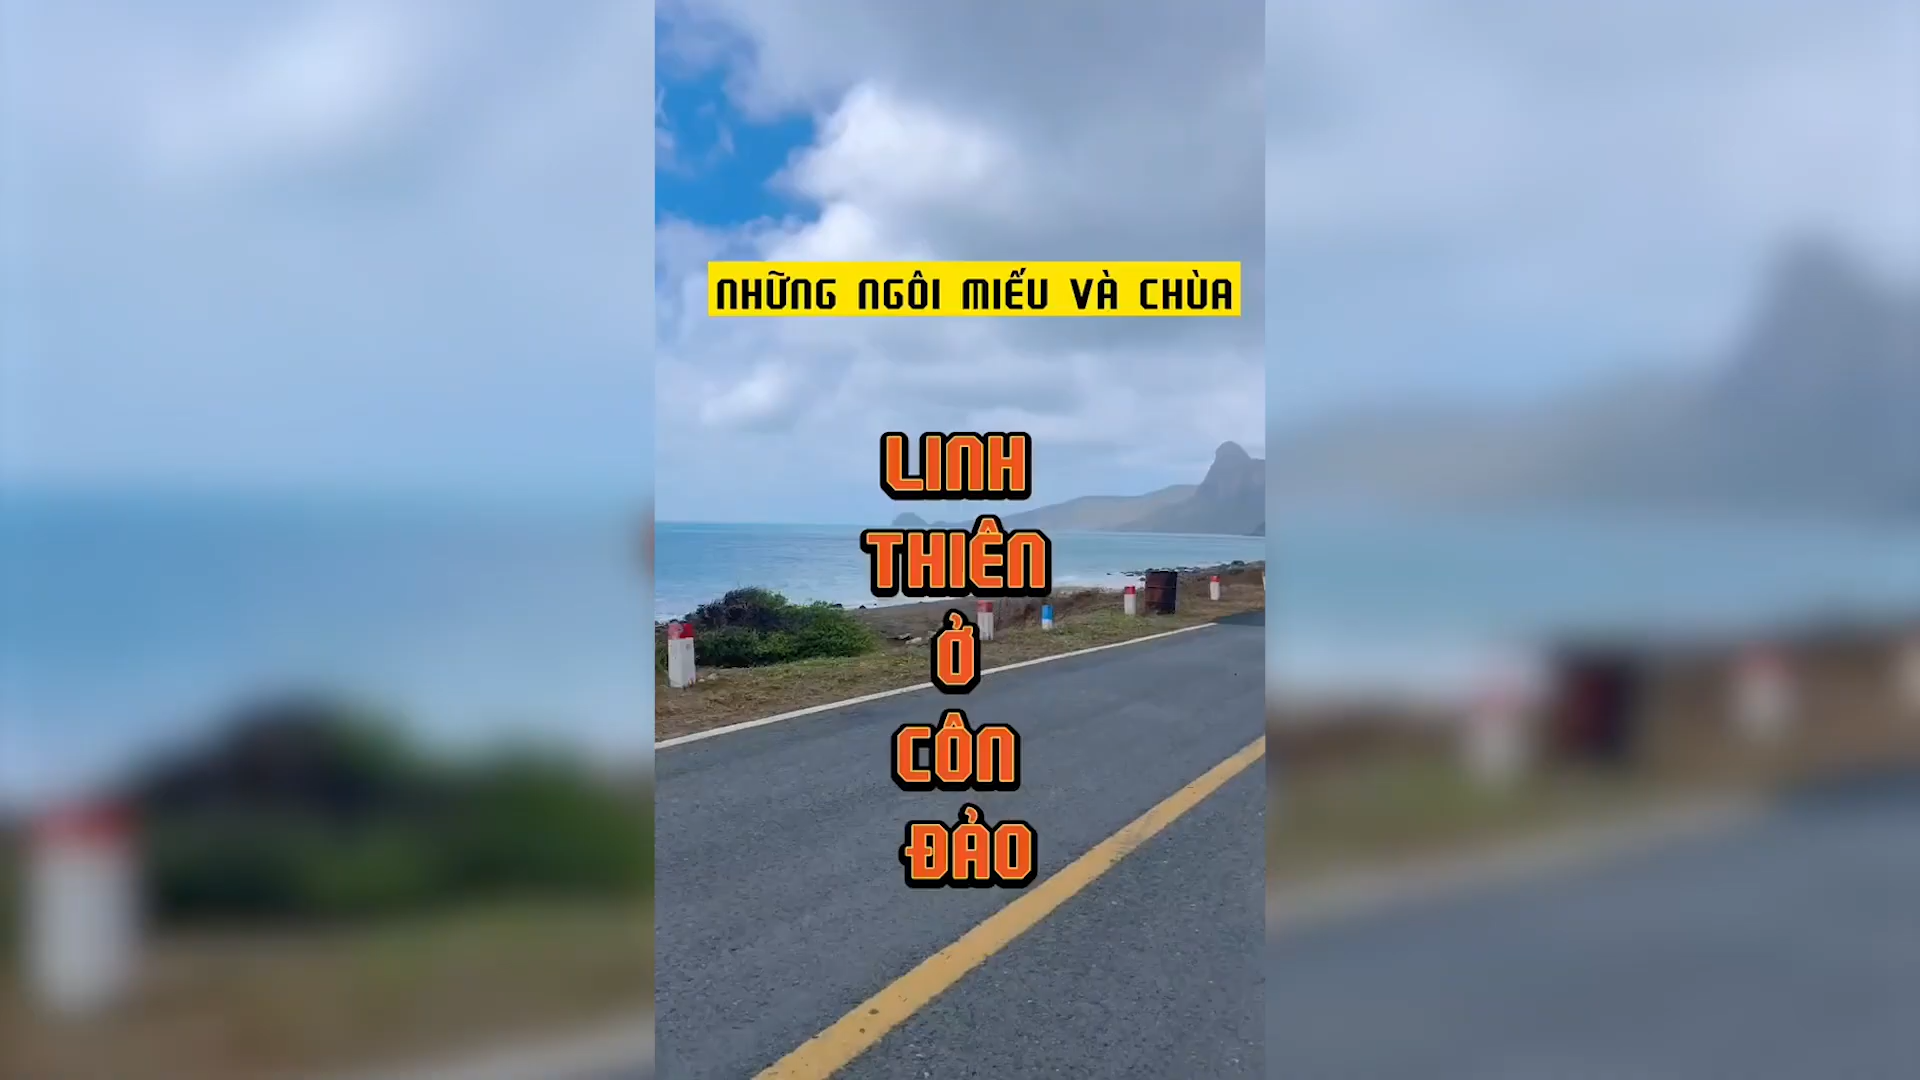 NHỮNG NGÔI MIẾU VÀ CHÙA
LINH
THIÊN
Ở
CÔN
ĐẢO